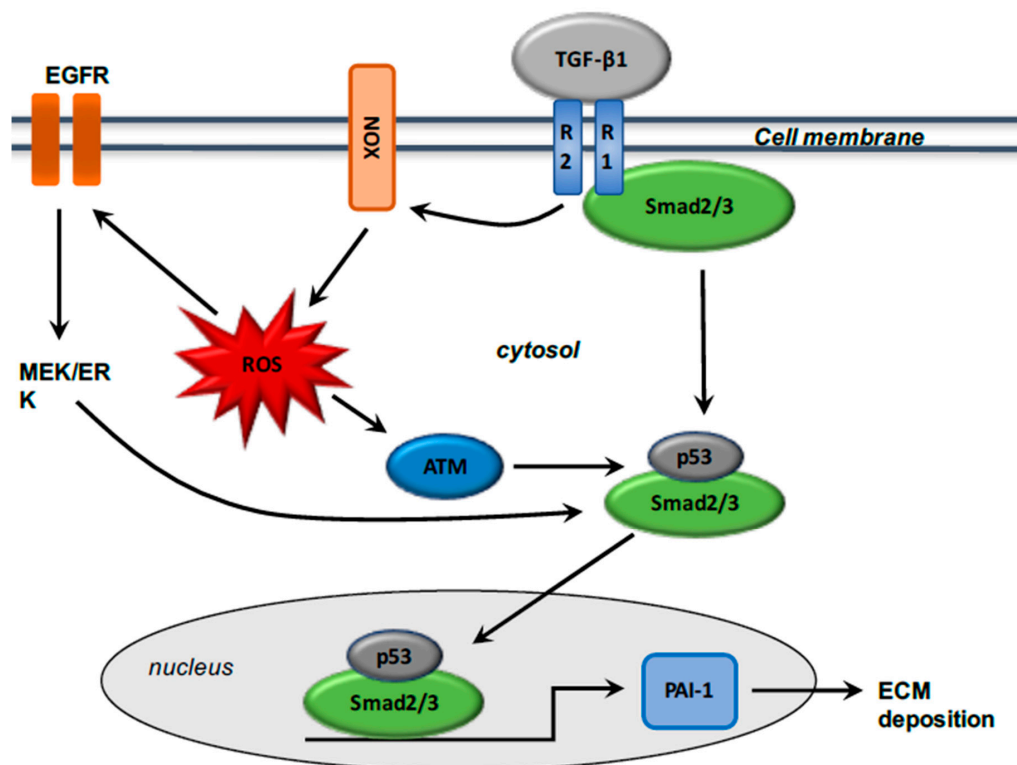 TGF-β1
EGFR
NOX
R
2
R
1
Cell membrane
Smad2/3
ROS
cytosol
MEK/ER
K
ATM
p53
Smad2/3
nucleus
p53
Smad2/3
PAI-1
ECM
deposition